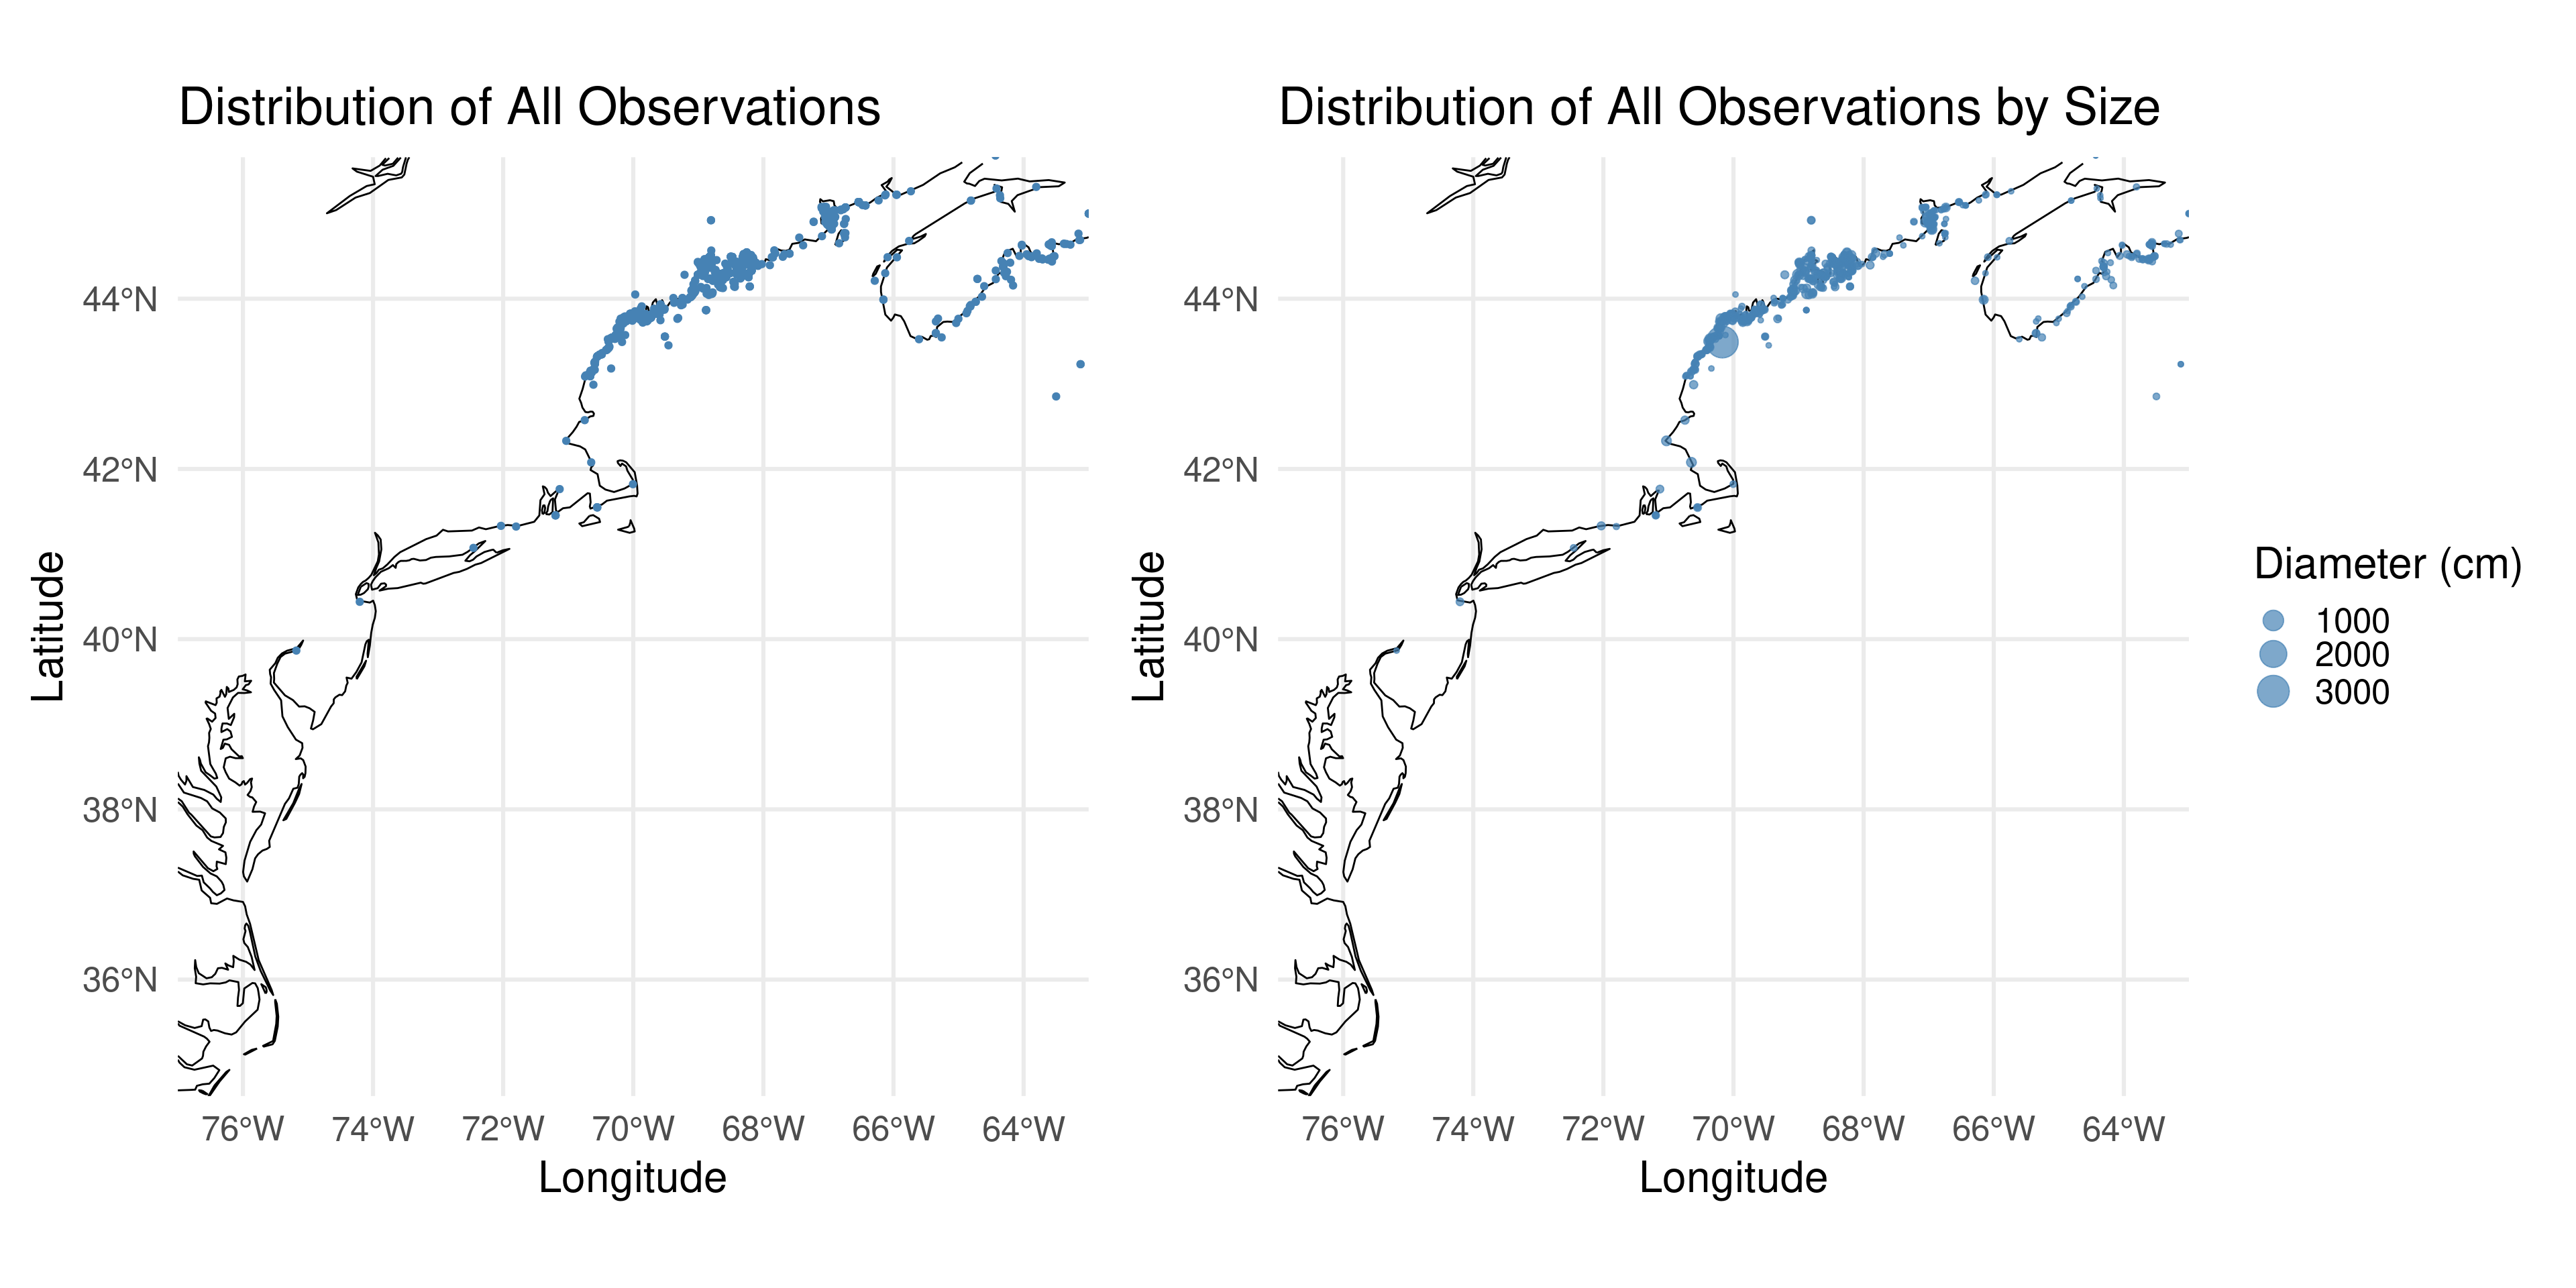 Distribution of All Observations
44°N
42°N
40°N
38°N
36°N
Latitude
76°W 74°W 72°W 70°W 68°W 66°W 64°W
Longitude
Distribution of All Observations by Size
44°N
42°N
40°N
38°N
36°N
Latitude
76°W 74°W 72°W 70°W 68°W 66°W 64°W
Longitude
Diameter (cm)
1000
2000
3000